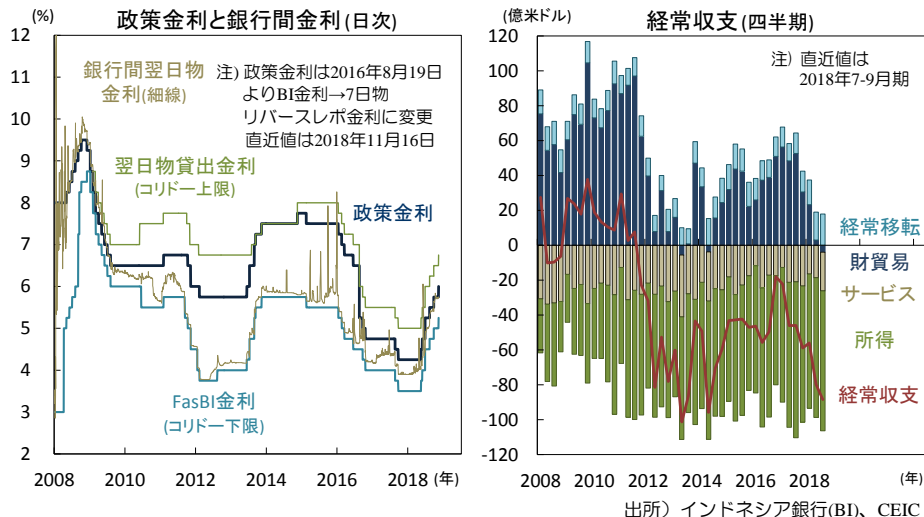 政策金利と銀行間金利(日次)
(%)
12
11
10
9
8
7
6
5
4
3
2
銀行間翌日物
金利(細線)
注) 政策金利は2016年8月19日
よりBI金利→7日物
リバースレポ金利に変更
直近値は2018年11月16日
翌日物貸出金利
(コリドー上限)
政策金利
FasBI金利
(コリドー下限)
2008 2010 2012 2014 2016 2018 (年)
経常収支(四半期)
(億米ドル)
120
100
80
60
40
20
0
-20
-40
-60
-80
-100
-120
注) 直近値は
2018年7-9月期
経常移転
財貿易
サービス
所得
経常収支
2008 2010 2012 2014 2016 2018 (年)
出所）インドネシア銀行(BI)、CEIC